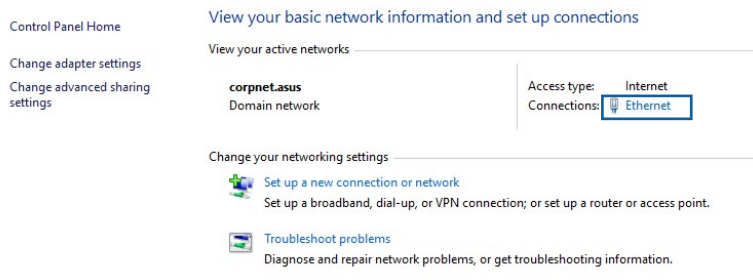 Control Panel Home
Change adapter settings
Change advanced sharing
settings
View your basic network information and set up connections
View your active networks
corpnet.asus
Domain network
Access type: Internet
Connections: Ethernet
Change your networking settings
Set up a new connection or network
Set up a broadband, dial-up, or VPN connection; or set up a router or access point.
Troubleshoot problems
Diagnose and repair network problems, or get troubleshooting information.